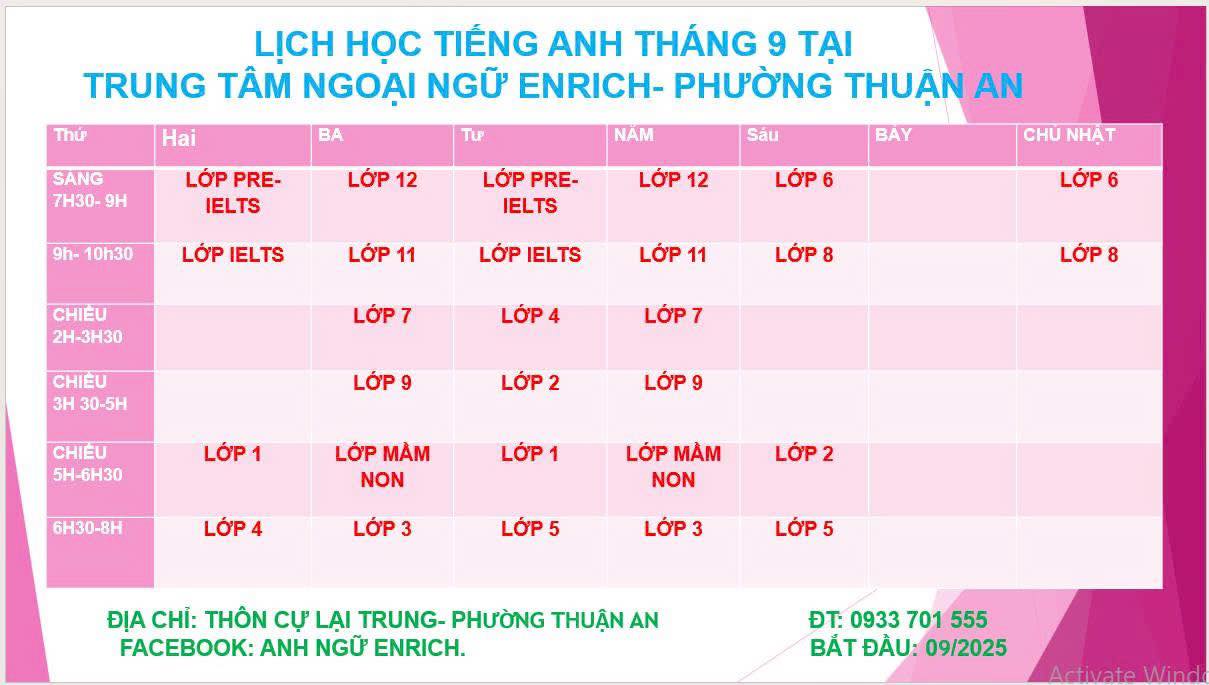 LỊCH HỌC TIẾNG ANH THÁNG 9 TẠI
TRUNG TÂM NGOẠI NGỮ ENRICH- PHƯỜNG THUẬN AN
Thứ Hai BA Tư NĂM Sáu BẢY CHỦ NHẬT
SÁNG LỚP PRE- LỚP 12 LỚP PRE- LỚP 12 LỚP 6 LỚP 6
7H30- 9H IELTS IELTS
9h- 10h30 LỚP IELTS LỚP 11 LỚP IELTS LỚP 11 LỚP 8 LỚP 8
CHIỀU LỚP 7 LỚP 4 LỚP 7
2H-3H30
CHIỀU LỚP 9 LỚP 2 LỚP 9
3H 30-5H
CHIỀU LỚP 1 LỚP MẦM LỚP 1 LỚP MẦM LỚP 2
5H-6H30 NON NON
6H30-8H LỚP 4 LỚP 3 LỚP 5 LỚP 3 LỚP 5
ĐỊA CHỈ: THÔN CỰ LẠI TRUNG- PHƯỜNG THUẬN AN ĐT: 0933 701 555
FACEBOOK: ANH NGỮ ENRICH. BẮT ĐẦU: 09/2025
Activate